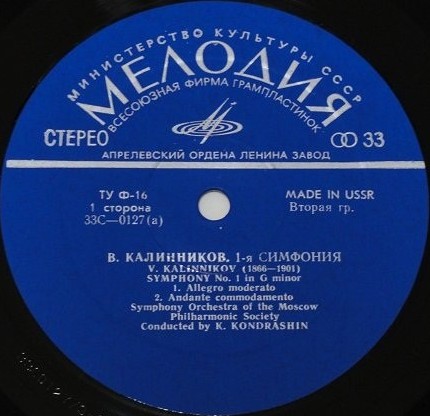 МИНИСТЕРСТВО КУЛЬТУРЫ СССР
МЕЛОДИЯ
ВСЕСОЮЗНАЯ ФИРМА ГРАМПЛАСТИНОК
СТЕРЕО
33
АПРЕЛЕВСКИЙ ОРДЕНА ЛЕНИНА ЗАВОД
ТУ Ф-16
1 сторона
33С—0127(а)
MADE IN USSR
Вторая гр.
В. КАЛИННИКОВ. 1-я СИМФОНИЯ
V. KALINNIKOV (1866—1901)
SYMPHONY No. 1 in G minor
1. Allegro moderato
2. Andante commodamento
Symphony Orchestra of the Moscow
Philharmonic Society
Conducted by K. KONDRASHIN